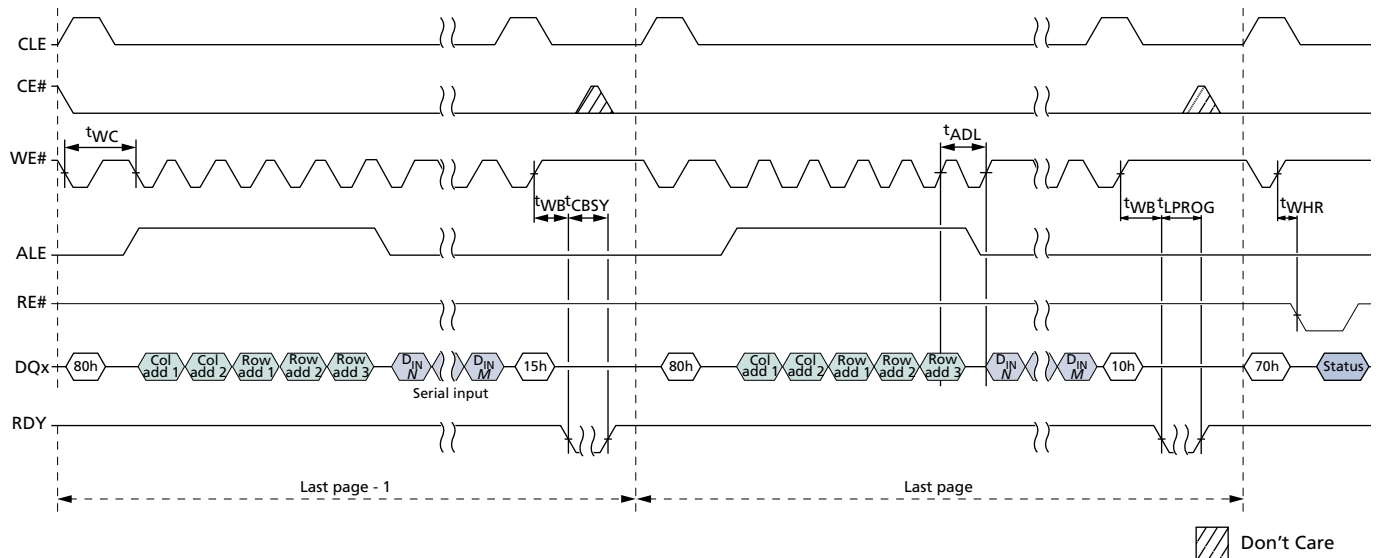 CLE
CE#
tWC
tADL
WE#
tWB tCBSY
tWB tLPROG
tWHR
ALE
RE#
DQx
80h
Col add 1
Col add 2
Row add 1
Row add 2
Row add 3
DIN N
DIN M
15h
80h
Col add 1
Col add 2
Row add 1
Row add 2
Row add 3
DIN N
DIN M
10h
70h
Status
Serial input
RDY
Last page - 1
Last page
Don't Care